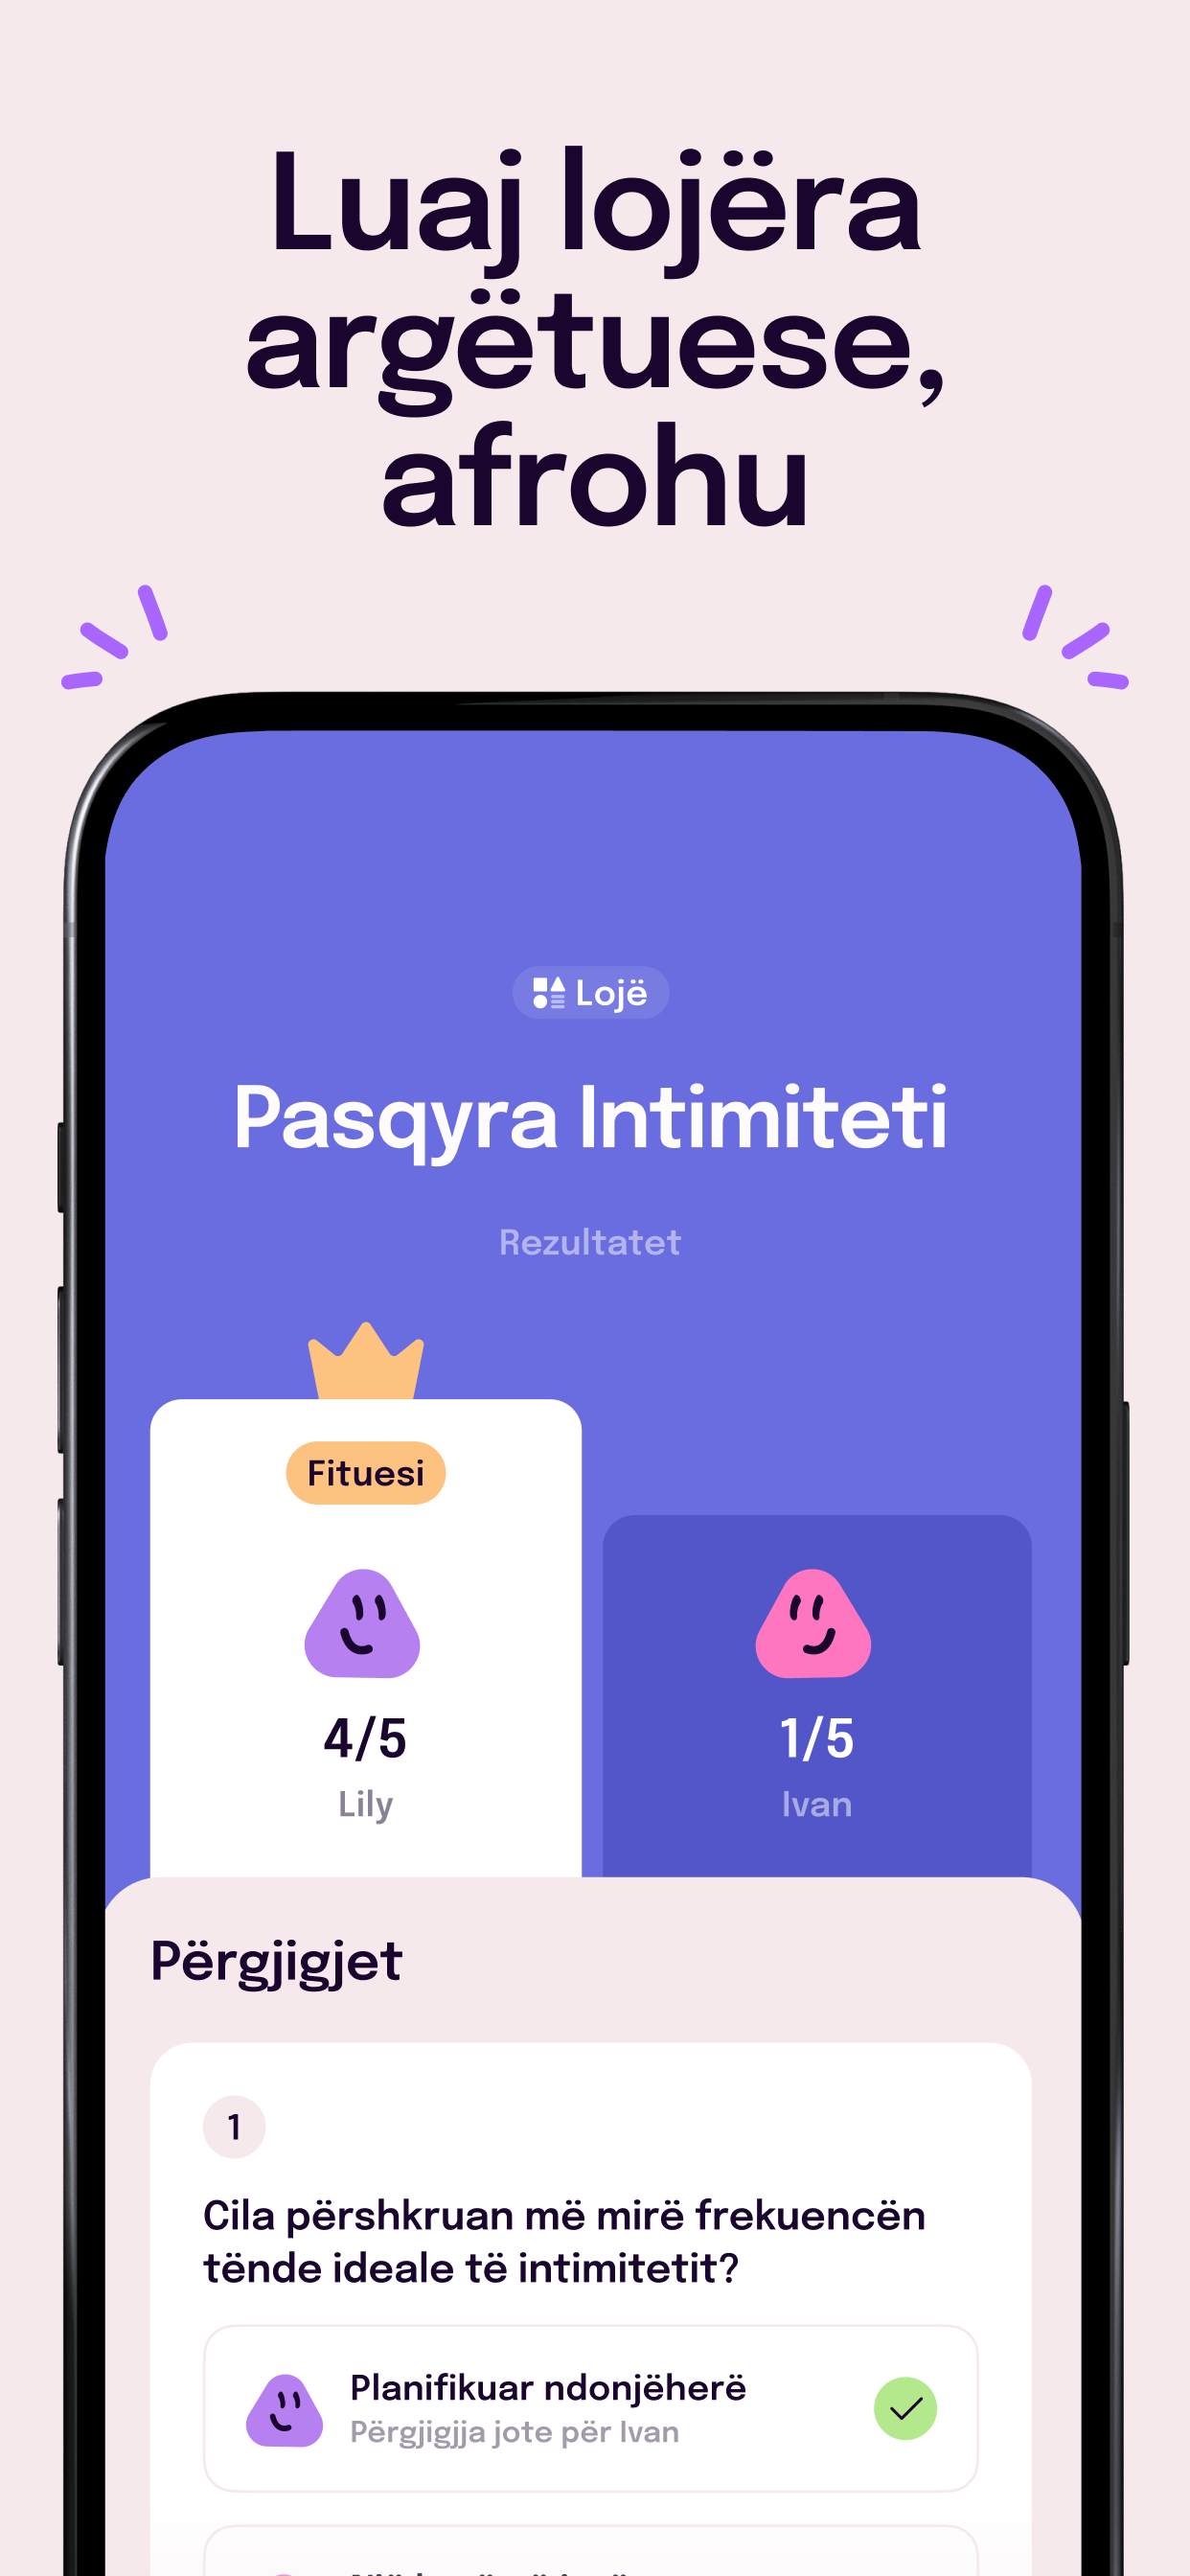 Luaj lojëra
argëtuese,
afrohu
Lojë
Pasqyra Intimiteti
Rezultatet
Fituesi
4/5
Lily
1/5
Ivan
Përgjigjet
1
Cila përshkruan më mirë frekuencën
tënde ideale të intimitetit?
Planifikuar ndonjëherë
Përgjigjja jote për Ivan